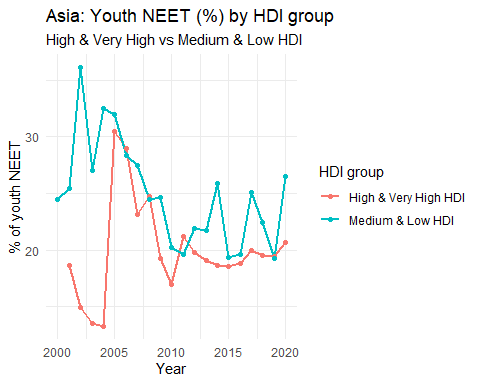 Asia: Youth NEET (%) by HDI group
High & Very High vs Medium & Low HDI
% of youth NEET
30
20
2000 2005 2010 2015 2020
Year
HDI group
High & Very High HDI
Medium & Low HDI